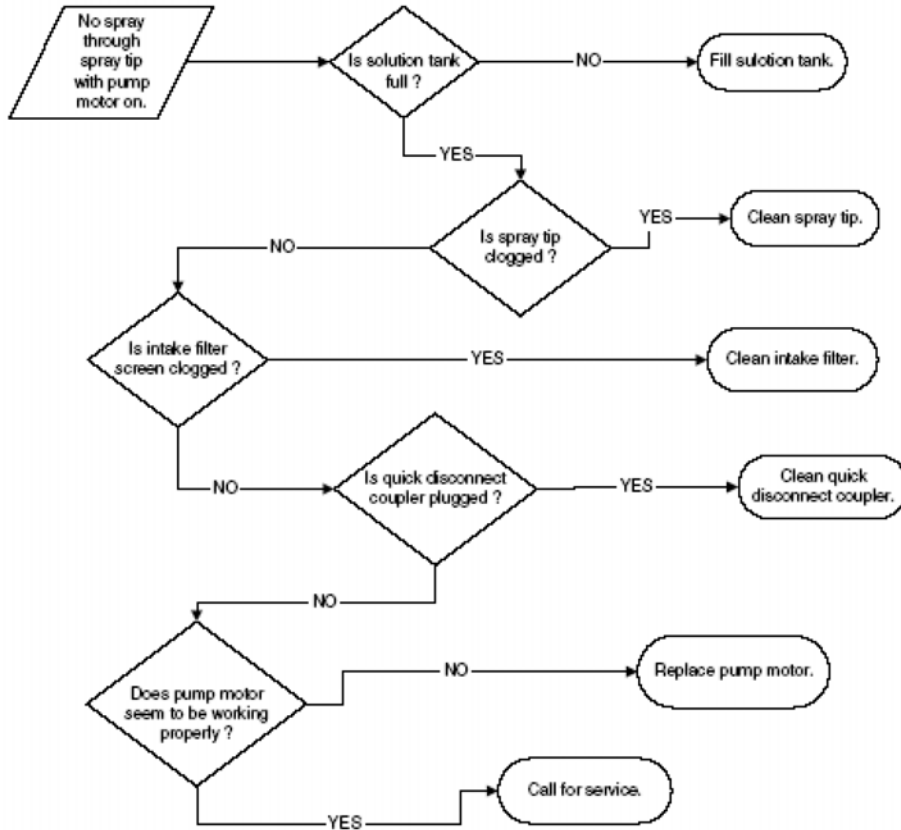 No spray
through
spray tip
with pump
motor on.
Is solution tank
full ?
NO
Fill sulotion tank.
YES
Is spray tip
clogged ?
YES
Clean spray tip.
NO
Is intake filter
screen clogged ?
YES
Clean intake filter.
NO
Is quick disconnect
coupler plugged ?
YES
Clean quick
disconnect coupler.
NO
Does pump motor
seem to be working
properly ?
NO
Replace pump motor.
YES
Call for service.